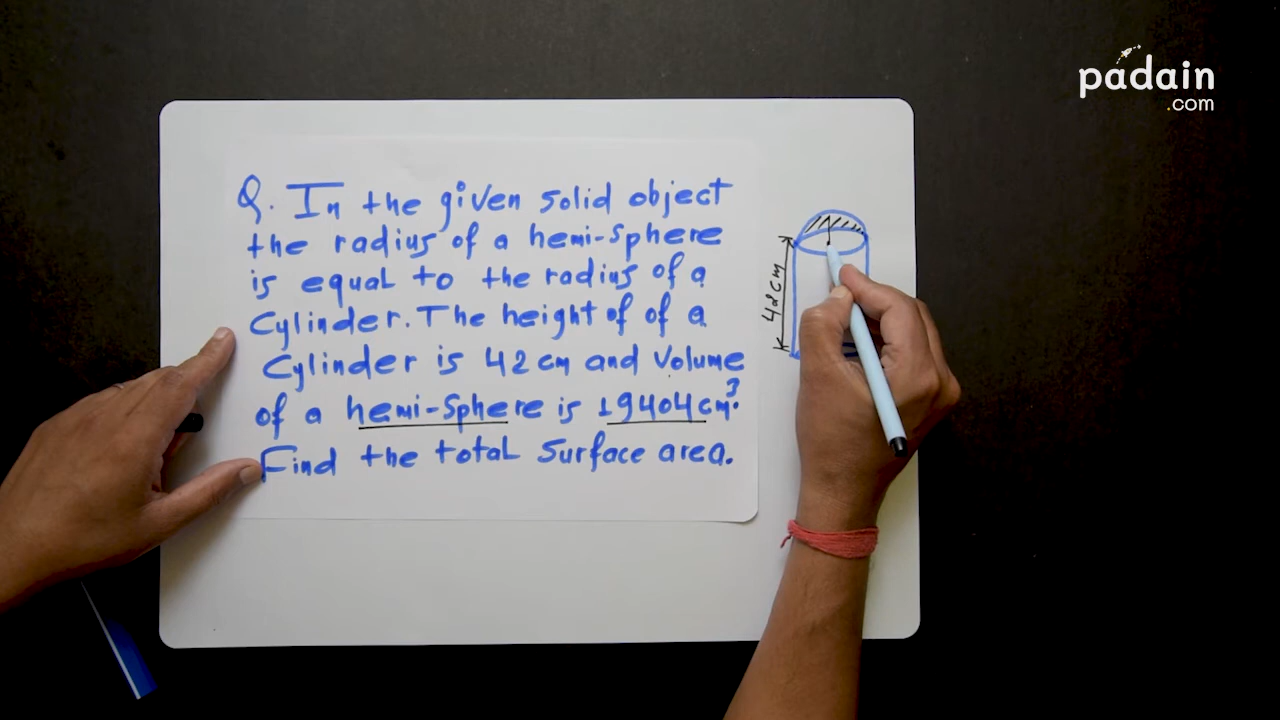 padain
.com
Q. In the given solid object
the radius of a hemi-sphere
is equal to the radius of a
Cylinder. The height of of a
Cylinder is 42 cm and volume
of a hemi-sphere is 19404cm³.
Find the total surface area.
42cm